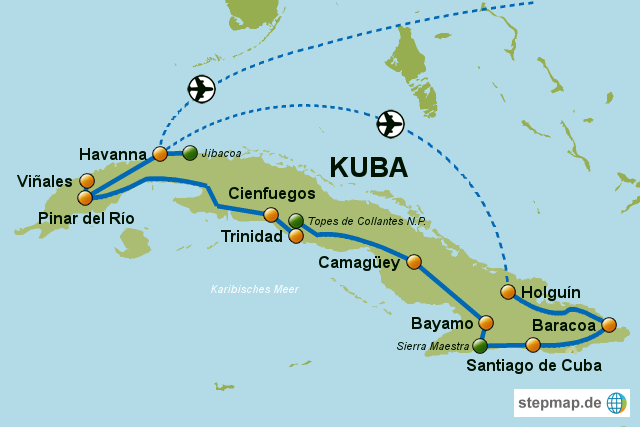 Havanna
Jibacoa
KUBA
Viñales
Cienfuegos
Pinar del Río
Topes de Collantes N.P.
Trinidad
Camagüey
Karibisches Meer
Holguín
Bayamo
Baracoa
Sierra Maestra
Santiago de Cuba
stepmap.de